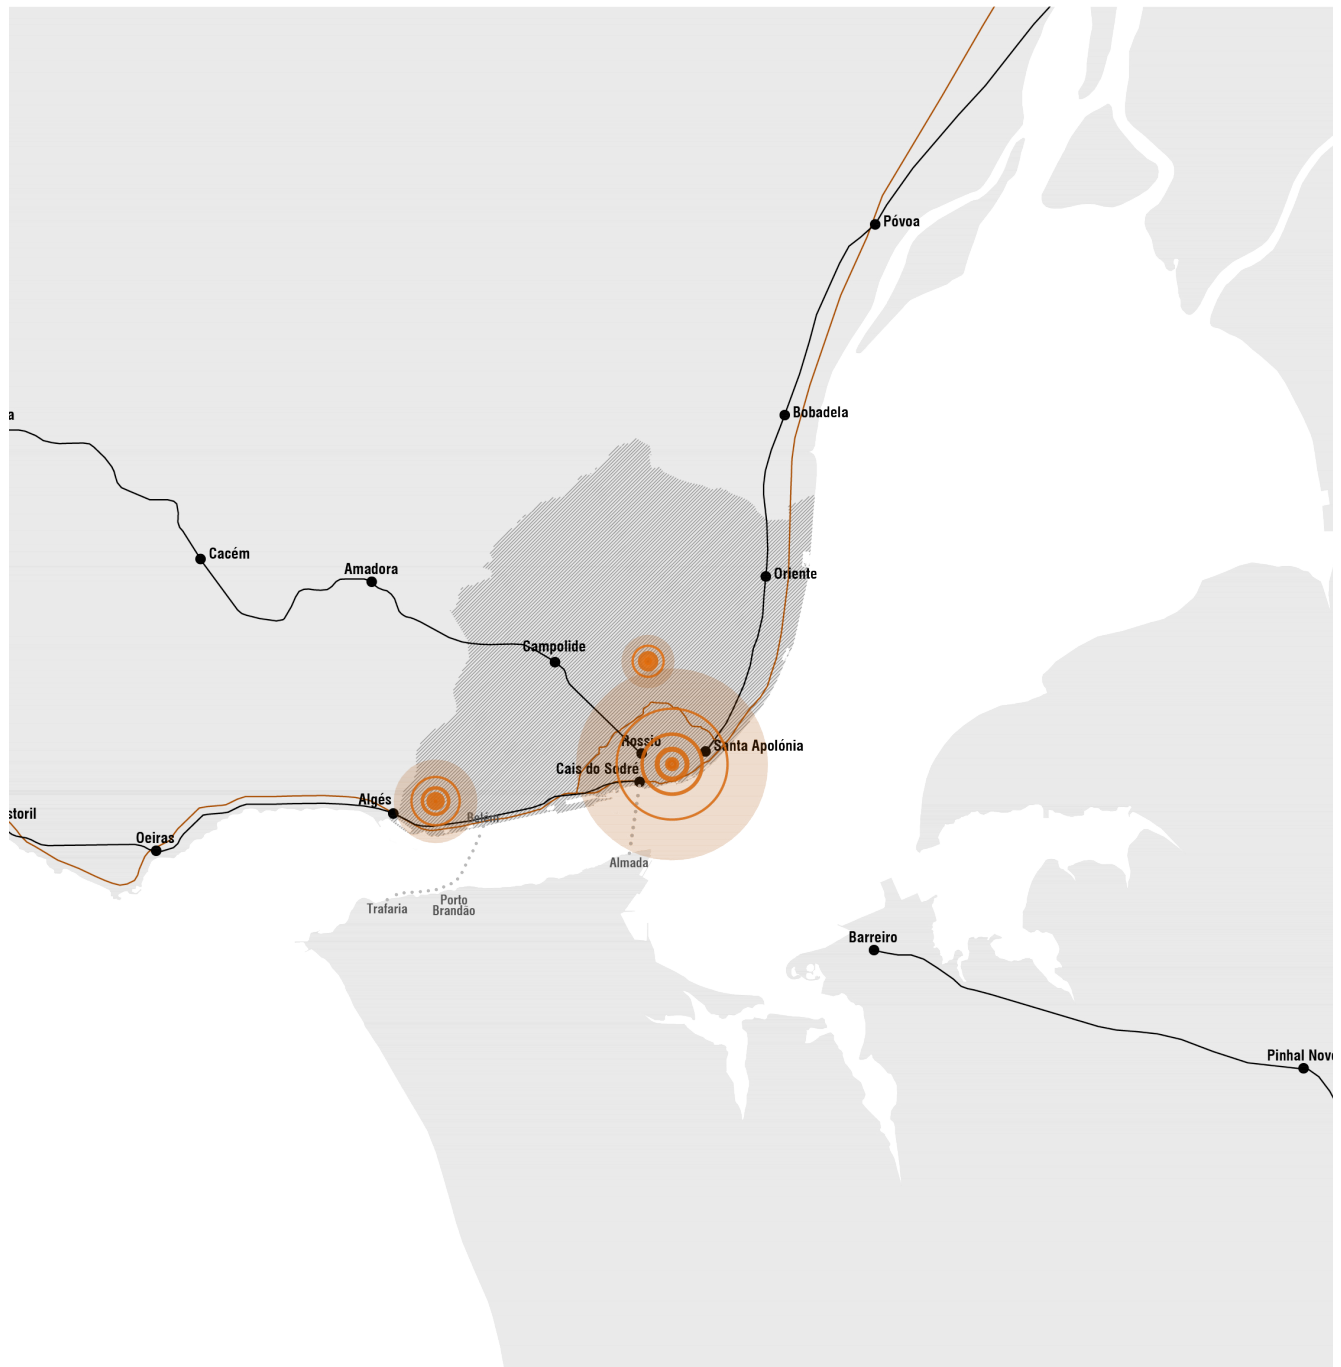 Póvoa
a
Bobadela
Cacém
Amadora
Oriente
Campolide
Rossio
Santa Apolónia
Cais do Sodré
Algés
storil
Belém
Oeiras
Almada
Trafaria
Porto
Brandão
Barreiro
Pinhal Novo